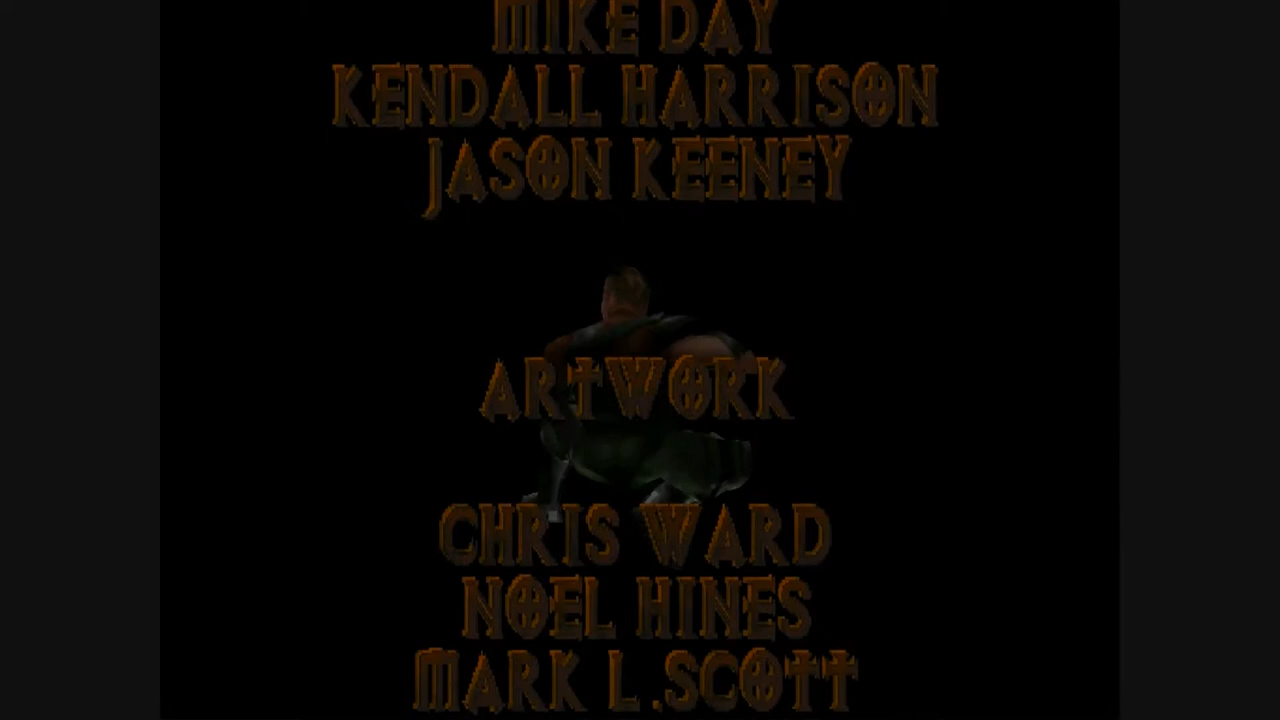 MIKE DAY
KENDALL HARRISON
JASON KEENEY
ARTWORK
CHRIS WARD
NOEL HINES
MARK L.SCOTT